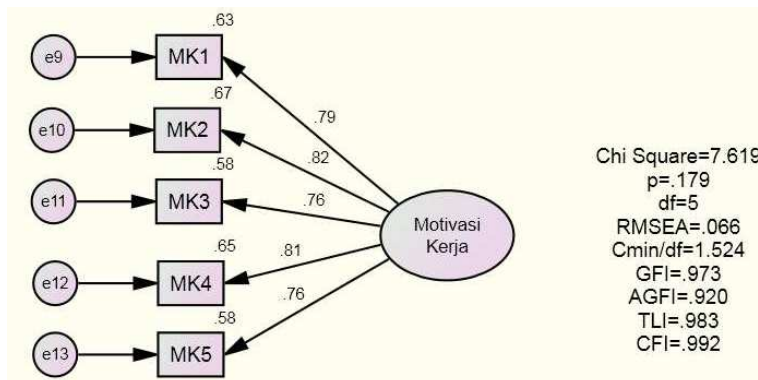 .63
e9
MK1
.79
.67
e10
MK2
.82
.58
e11
MK3
.76
Motivasi
Kerja
.65
e12
MK4
.81
.58
e13
MK5
.76
Chi Square=7.619
p=.179
df=5
RMSEA=.066
Cmin/df=1.524
GFI=.973
AGFI=.920
TLI=.983
CFI=.992